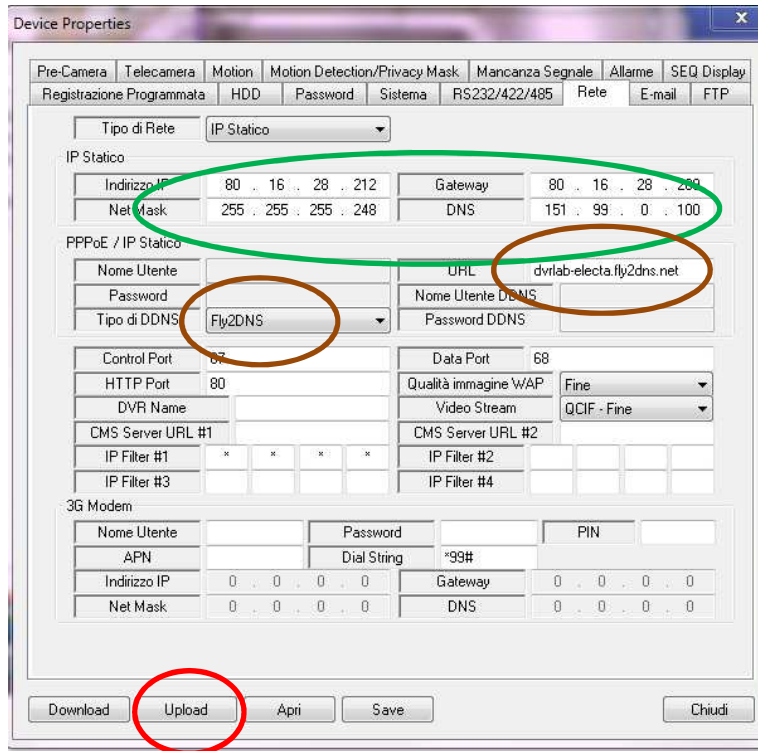 Device Properties
X
Pre-Camera Telecamera Motion Motion Detection/Privacy Mask Mancanza Segnale Allarme SEQ Display
Registrazione Programmata HDD Password Sistema RS232/422/485 Rete E-mail FTP
Tipo di Rete IP Statico
IP Statico
Indirizzo IP 80 . 16 . 28 . 212 Gateway 80 . 16 . 28 . 209
Net Mask 255 . 255 . 255 . 248 DNS 151 . 99 . 0 . 100
PPPoE / IP Statico
Nome Utente URL dvrlab-electa.fly2dns.net
Password Nome Utente DDNS
Tipo di DDNS Fly2DNS Password DDNS
Control Port 67 Data Port 68
HTTP Port 80 Qualità immagine WAP Fine
DVR Name Video Stream QCIF - Fine
CMS Server URL #1 CMS Server URL #2
IP Filter #1 * * * * IP Filter #2
IP Filter #3 IP Filter #4
3G Modem
Nome Utente Password PIN
APN Dial String *99#
Indirizzo IP 0 . 0 . 0 . 0 Gateway 0 . 0 . 0 . 0
Net Mask 0 . 0 . 0 . 0 DNS 0 . 0 . 0 . 0
Download Upload Apri Save Chiudi